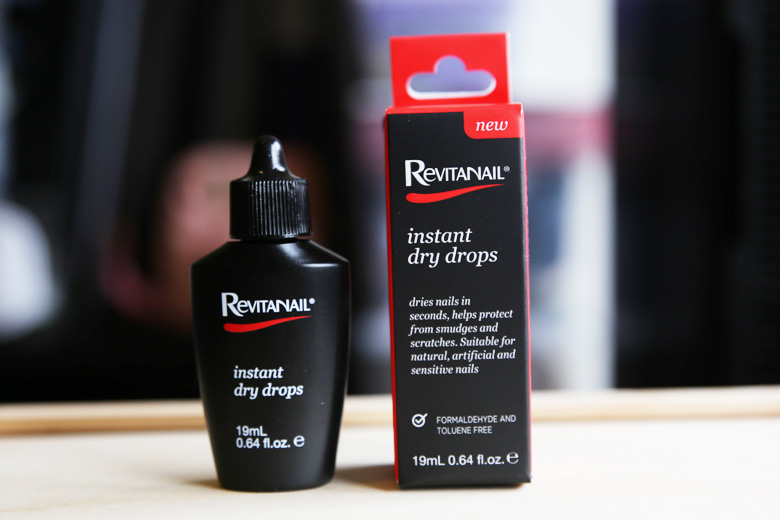 REVITANAIL®
instant
dry drops
19mL
0.64 fl.oz. ℮
new
REVITANAIL®
instant
dry drops
dries nails in
seconds, helps protect
from smudges and
scratches. Suitable for
natural, artificial and
sensitive nails
FORMALDEHYDE AND
TOLUENE FREE
19mL 0.64 fl.oz. ℮